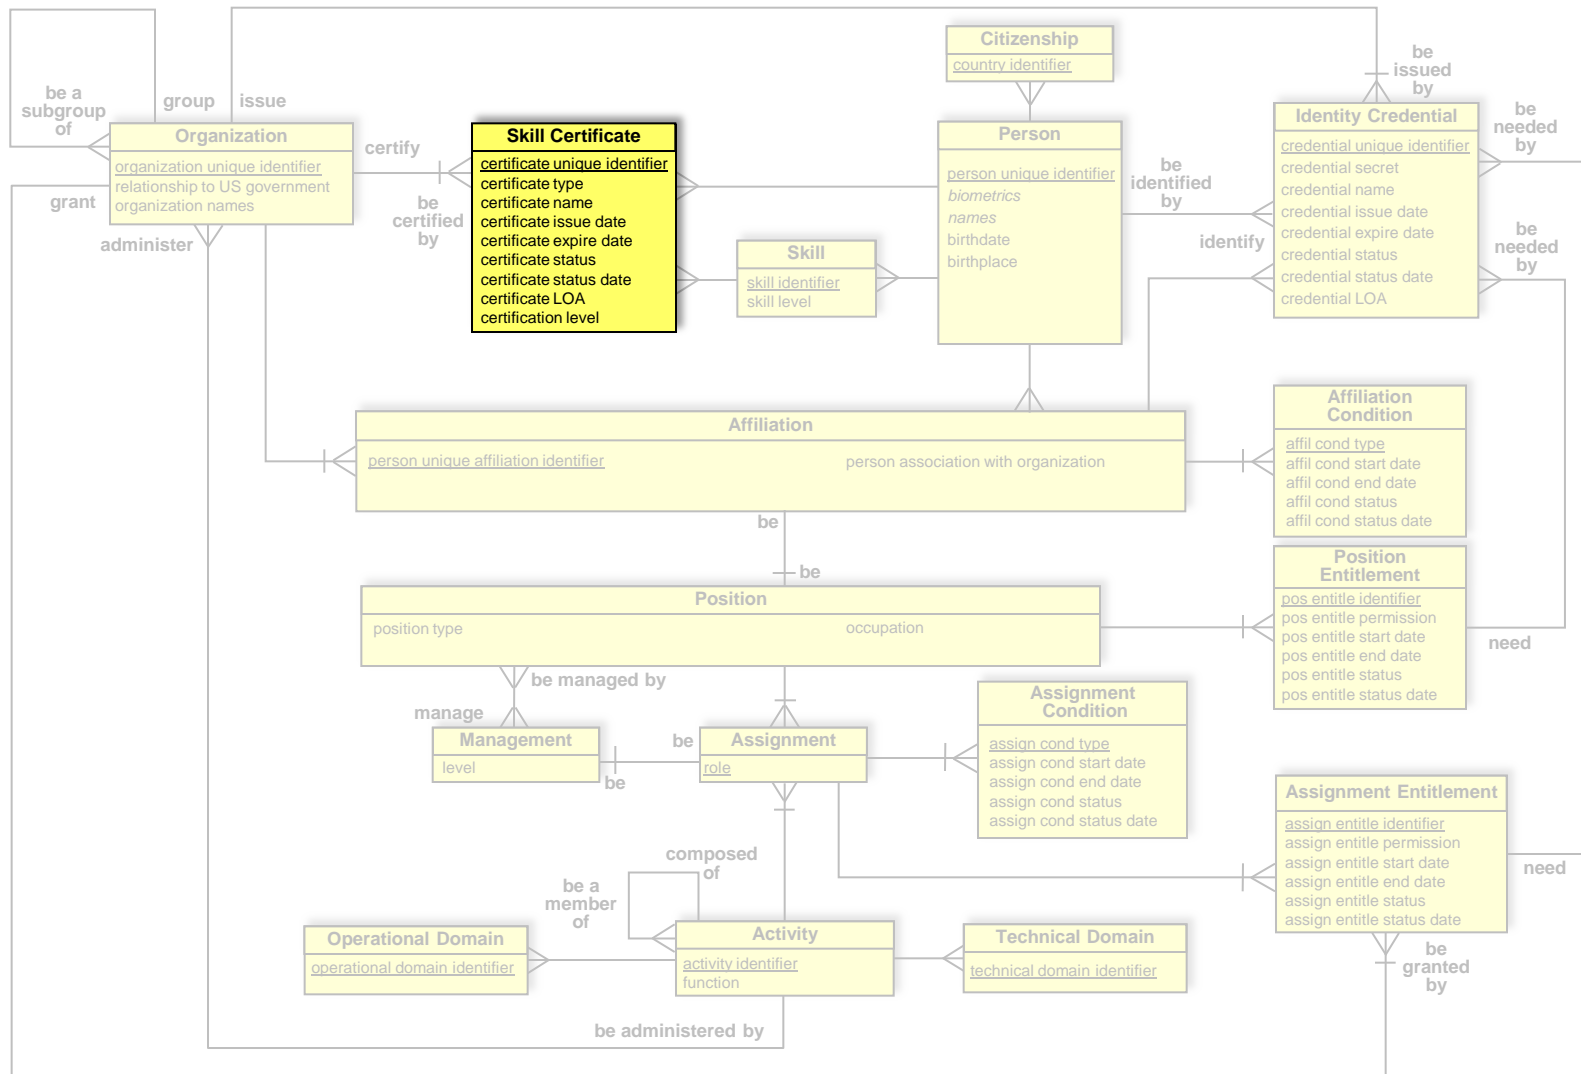 be a
subgroup
of
group
issue
Organization
organization unique identifier
relationship to US government
organization names
grant
administer
certify
be
certified
by
Skill Certificate
certificate unique identifier
certificate type
certificate name
certificate issue date
certificate expire date
certificate status
certificate status date
certificate LOA
certification level
Skill
skill identifier
skill level
Citizenship
country identifier
Person
person unique identifier
biometrics
names
birthdate
birthplace
be
identified
by
identify
be
issued
by
Identity Credential
credential unique identifier
credential secret
credential name
credential issue date
credential expire date
credential status
credential status date
credential LOA
be
needed
by
be
needed
by
Affiliation
person unique affiliation identifier
person association with organization
Affiliation
Condition
affil cond type
affil cond start date
affil cond end date
affil cond status
affil cond status date
be
be
Position
position type
occupation
Position
Entitlement
pos entitle identifier
pos entitle permission
pos entitle start date
pos entitle end date
pos entitle status
pos entitle status date
need
be managed by
manage
Management
level
be
be
Assignment
role
Assignment
Condition
assign cond type
assign cond start date
assign cond end date
assign cond status
assign cond status date
Assignment Entitlement
assign entitle identifier
assign entitle permission
assign entitle start date
assign entitle end date
assign entitle status
assign entitle status date
need
composed
of
be a
member
of
Operational Domain
operational domain identifier
Activity
activity identifier
function
Technical Domain
technical domain identifier
be
granted
by
be administered by